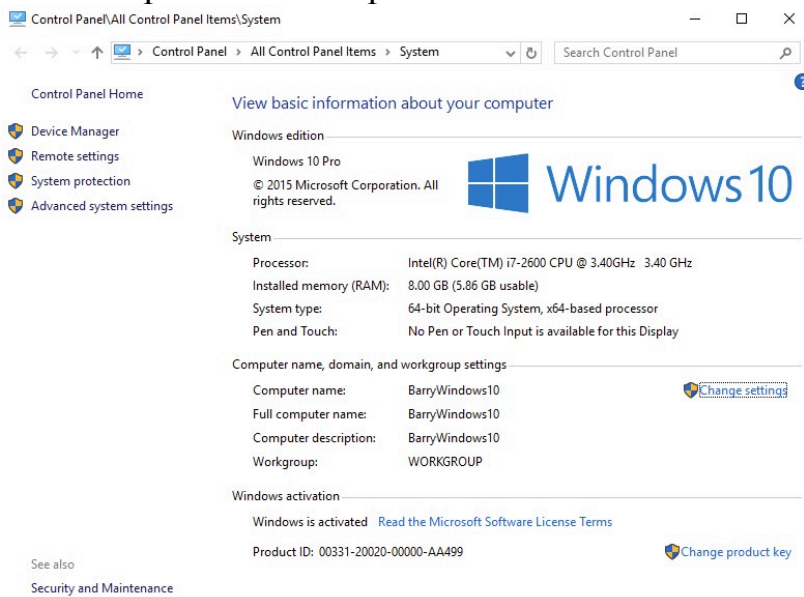 Control Panel\All Control Panel Items\System
Control Panel > All Control Panel Items > System
Search Control Panel
Control Panel Home
Device Manager
Remote settings
System protection
Advanced system settings
View basic information about your computer
Windows edition
Windows 10 Pro
© 2015 Microsoft Corporation. All
rights reserved.
Windows 10
System
Processor: Intel(R) Core(TM) i7-2600 CPU @ 3.40GHz 3.40 GHz
Installed memory (RAM): 8.00 GB (5.86 GB usable)
System type: 64-bit Operating System, x64-based processor
Pen and Touch: No Pen or Touch Input is available for this Display
Computer name, domain, and workgroup settings
Computer name: BarryWindows10
Change settings
Full computer name: BarryWindows10
Computer description: BarryWindows10
Workgroup: WORKGROUP
Windows activation
Windows is activated Read the Microsoft Software License Terms
Product ID: 00331-20020-00000-AA499
Change product key
See also
Security and Maintenance